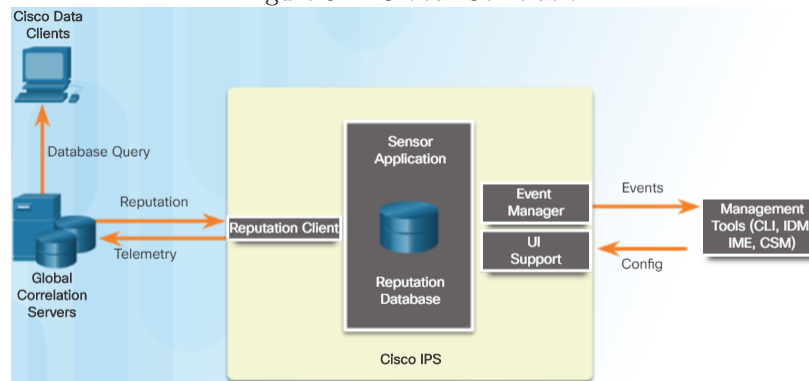 Cisco Data
Clients
Database Query
Reputation
Telemetry
Global
Correlation
Servers
Reputation Client
Sensor
Application
Reputation
Database
Cisco IPS
Event
Manager
UI
Support
Events
Config
Management
Tools (CLI, IDM
IME, CSM)